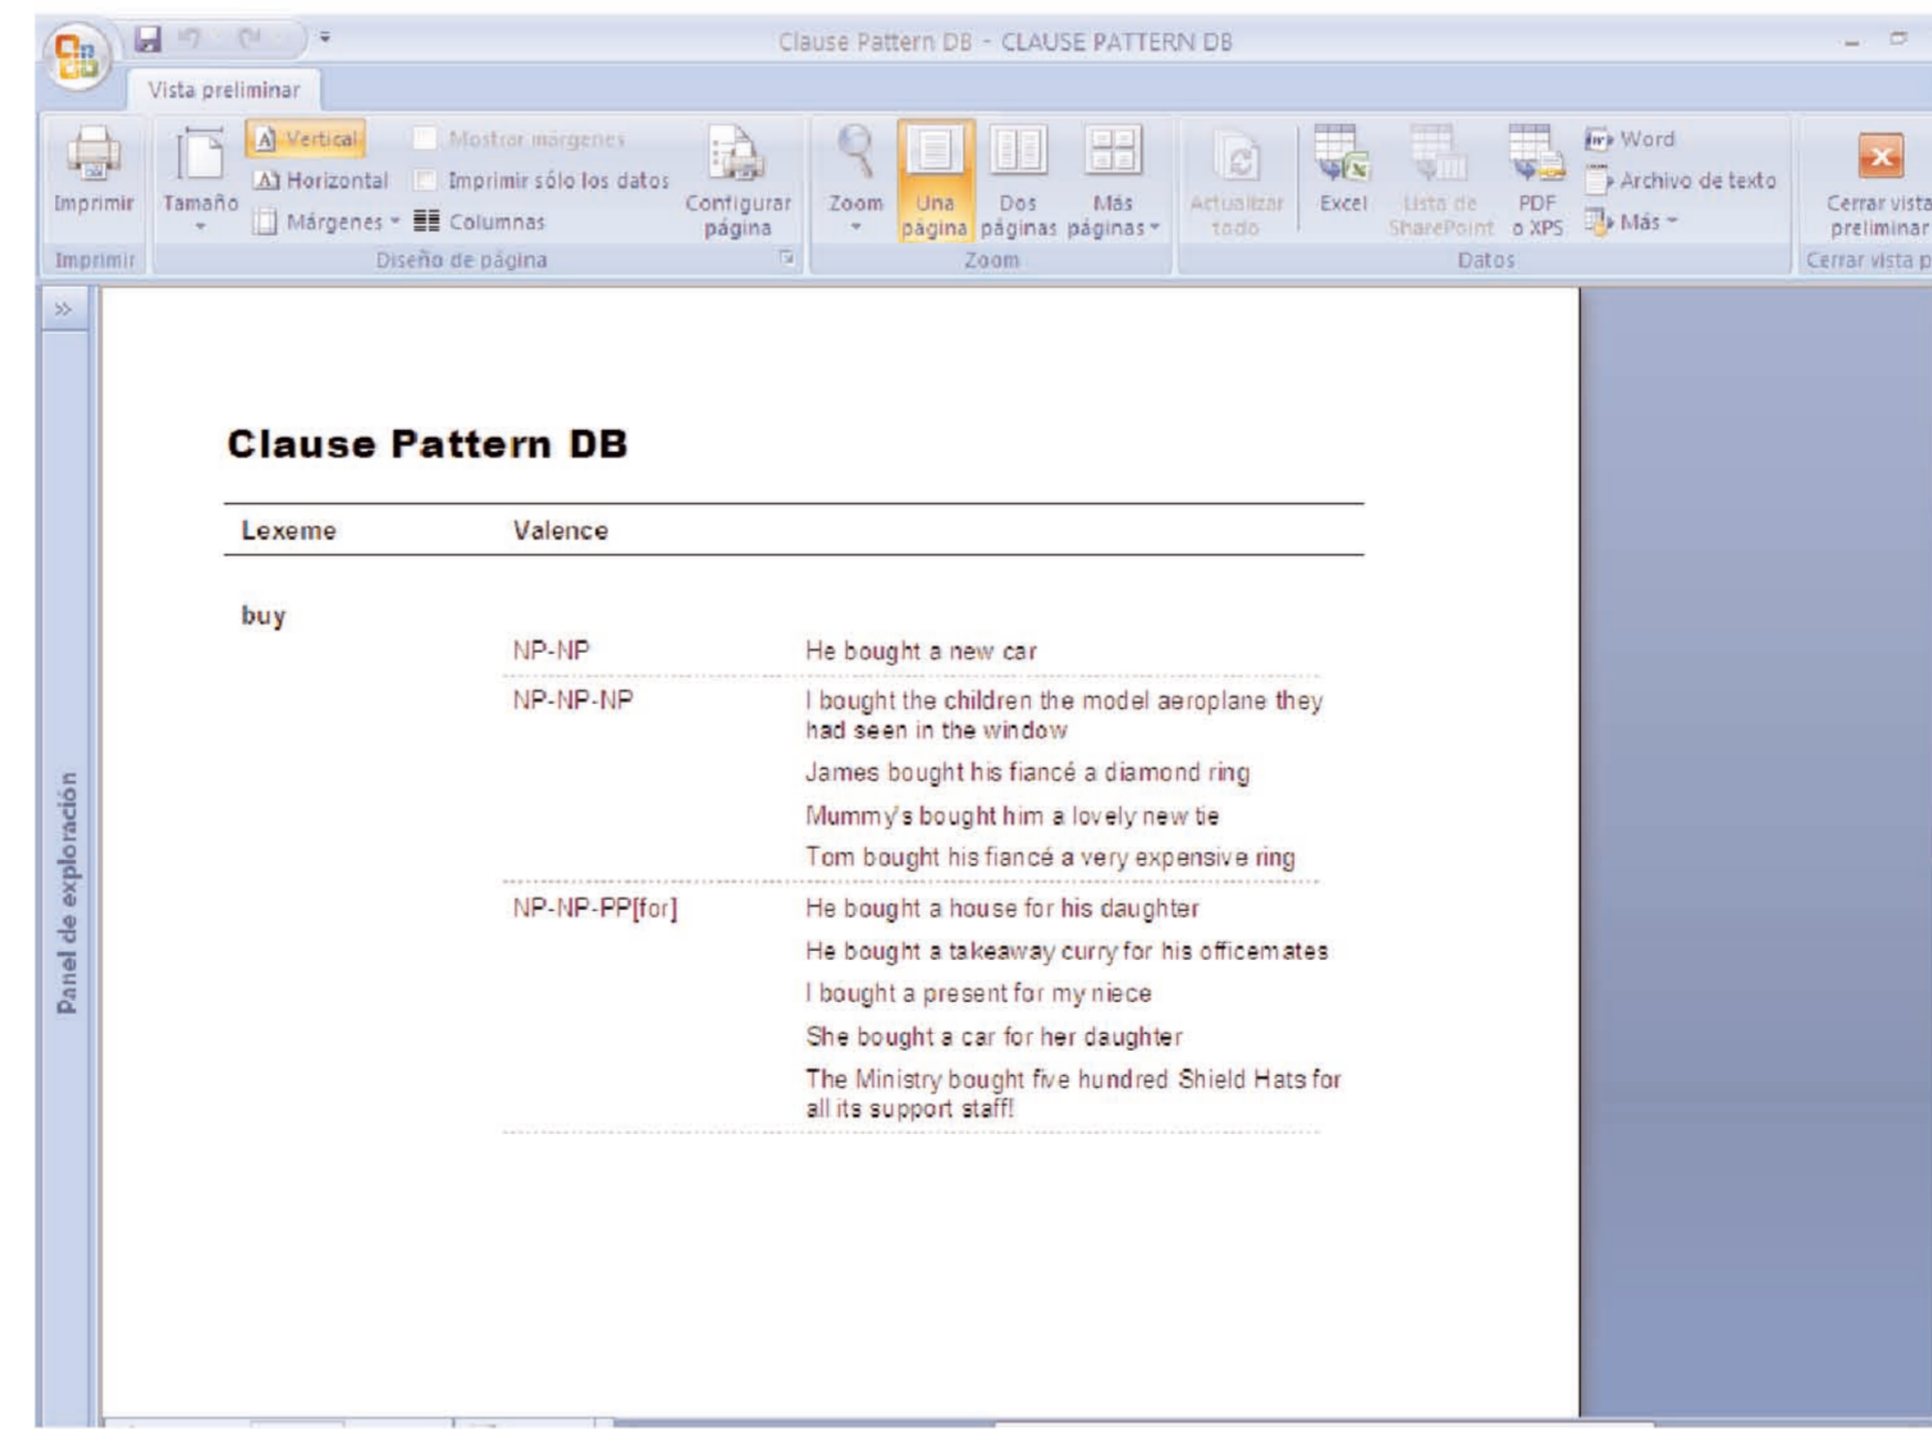 Clause Pattern DB - CLAUSE PATTERN DB
Vista preliminar
Imprimir
Tamaño
Vertical
Horizontal
Márgenes
Mostrar márgenes
Imprimir sólo los datos
Columnas
Configurar
página
Zoom
Una
página
Dos
páginas
Más
páginas
Actualizar
todo
Excel
Lista de
SharePoint
PDF
o XPS
Word
Archivo de texto
Más
Cerrar vista
preliminar
Imprimir
Diseño de página
Zoom
Datos
Cerrar vista p
Panel de exploración
Clause Pattern DB
Lexeme Valence
buy
NP-NP He bought a new car
NP-NP-NP I bought the children the model aeroplane they
had seen in the window
James bought his fiancé a diamond ring
Mummy's bought him a lovely new tie
Tom bought his fiancé a very expensive ring
NP-NP-PP[for] He bought a house for his daughter
He bought a takeaway curry for his officemates
I bought a present for my niece
She bought a car for her daughter
The Ministry bought five hundred Shield Hats for
all its support staff!